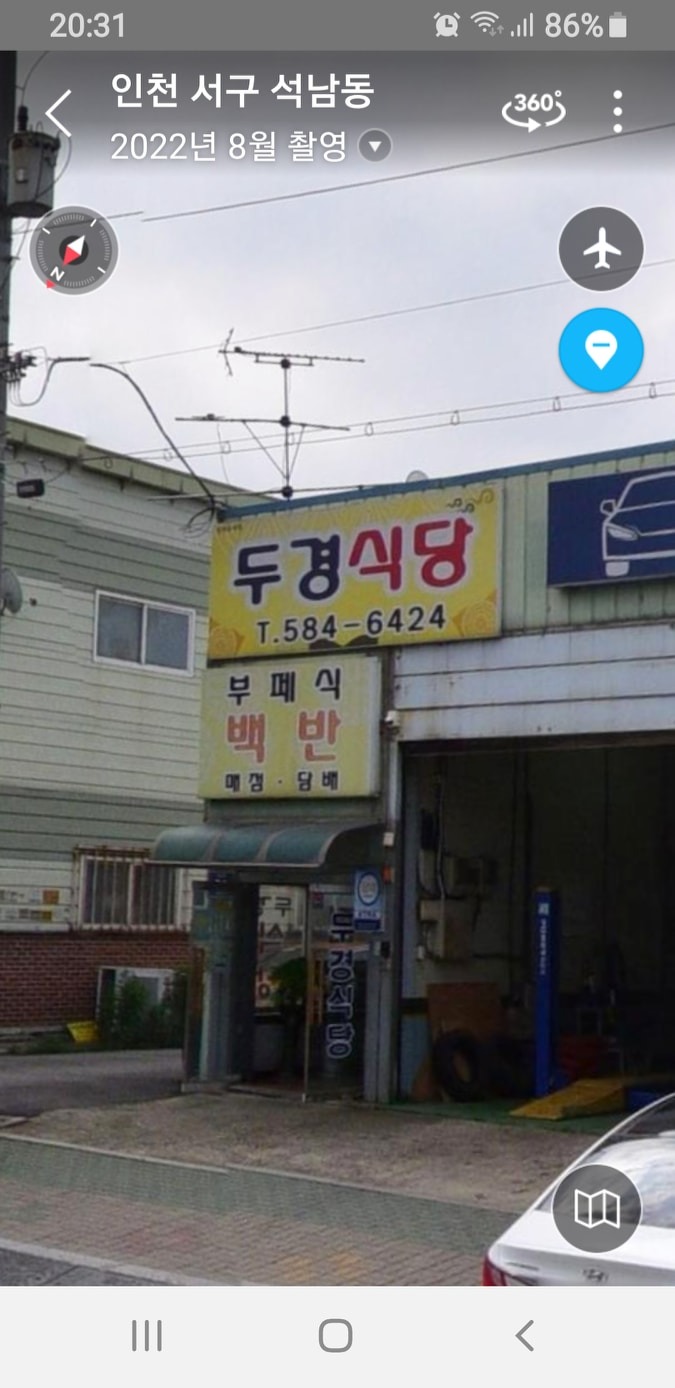 20:31
86%
인천 서구 석남동
2022년 8월 촬영
360°
N
두경식당
T.584-6424
부페식
백반
매점·담배
두경식당